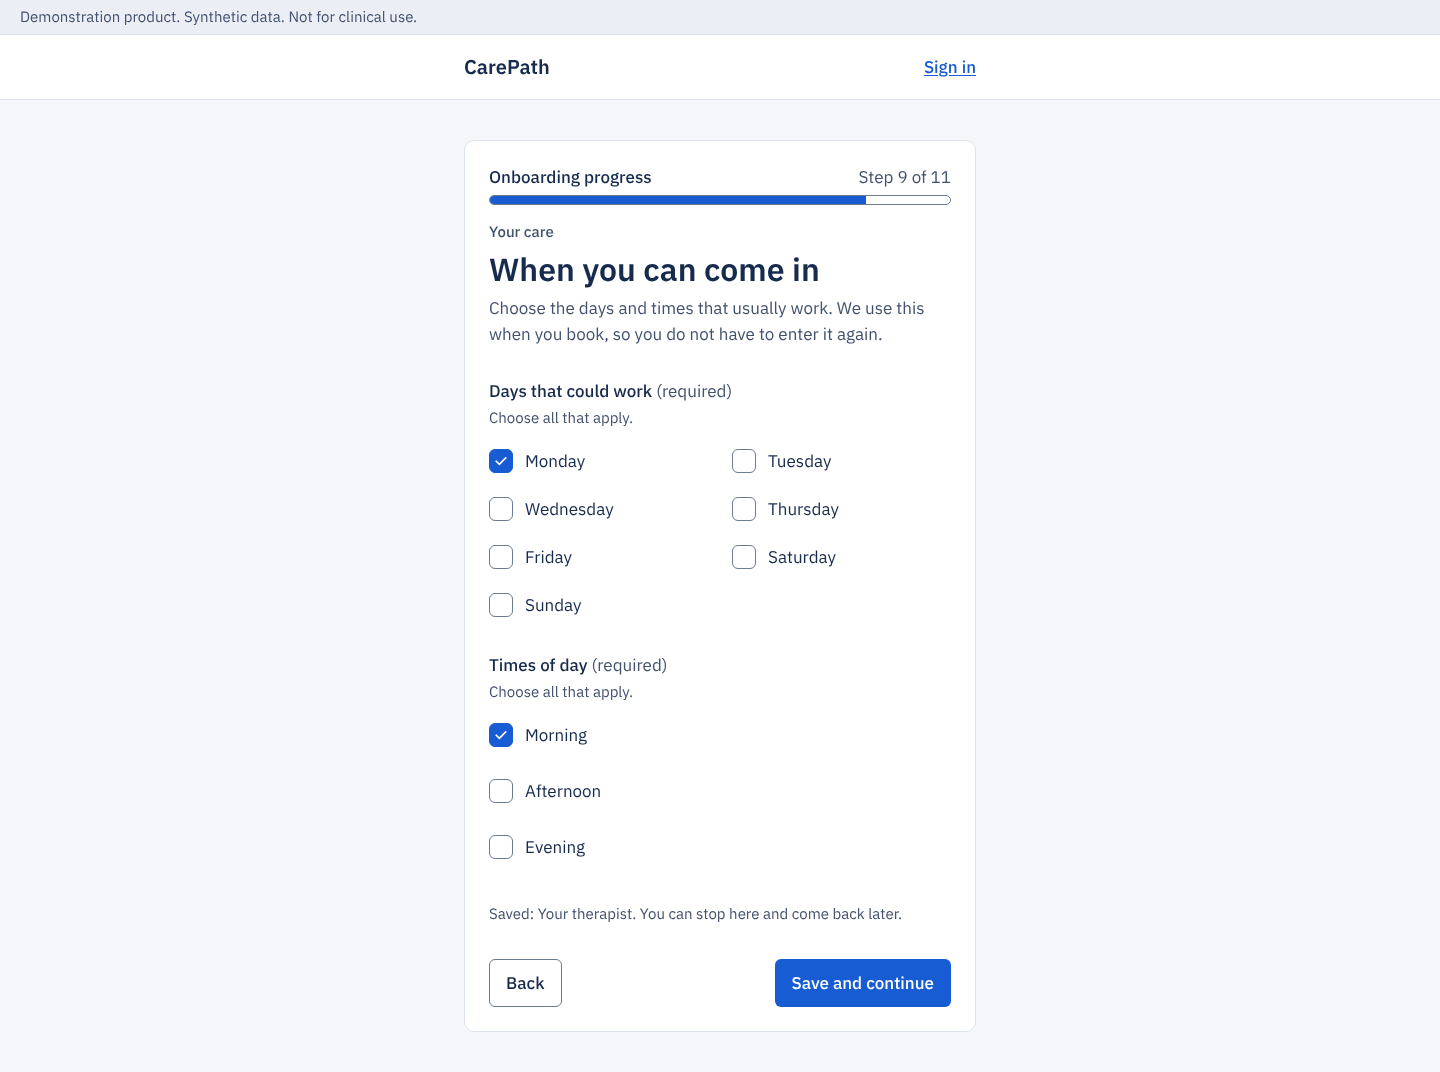 Demonstration product. Synthetic data. Not for clinical use.
CarePath
Sign in
Onboarding progress
Step 9 of 11
Your care
When you can come in
Choose the days and times that usually work. We use this
when you book, so you do not have to enter it again.
Days that could work (required)
Choose all that apply.
Monday
Tuesday
Wednesday
Thursday
Friday
Saturday
Sunday
Times of day (required)
Choose all that apply.
Morning
Afternoon
Evening
Saved: Your therapist. You can stop here and come back later.
Back
Save and continue